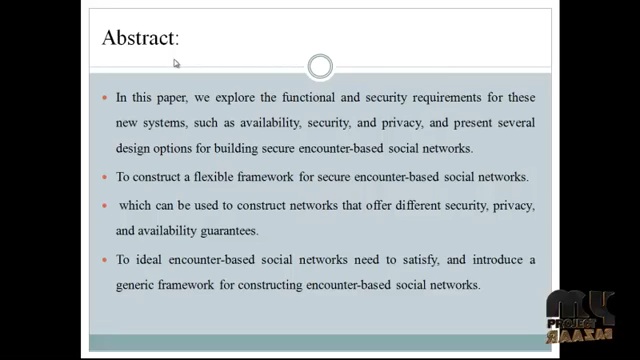 Abstract:
In this paper, we explore the functional and security requirements for these
new systems, such as availability, security, and privacy, and present several
design options for building secure encounter-based social networks.
To construct a flexible framework for secure encounter-based social networks.
which can be used to construct networks that offer different security, privacy,
and availability guarantees.
To ideal encounter-based social networks need to satisfy, and introduce a
generic framework for constructing encounter-based social networks.
MY
PROJECT
BAZAAR